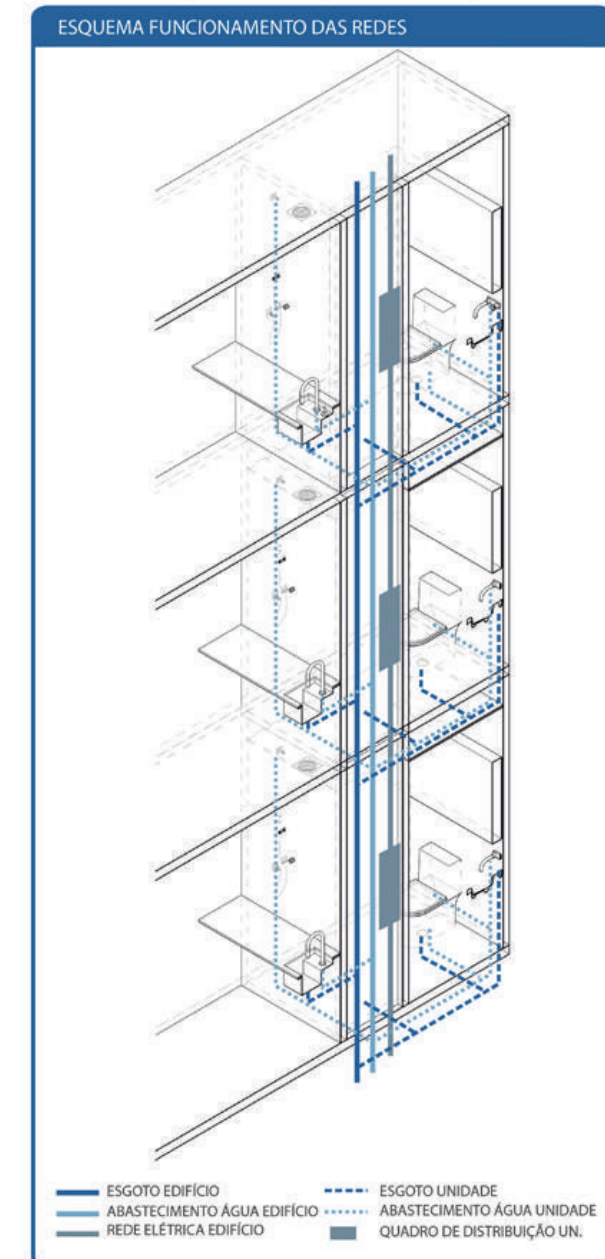 ESQUEMA FUNCIONAMENTO DAS REDES
ESGOTO EDIFÍCIO
ABASTECIMENTO ÁGUA EDIFÍCIO
REDE ELÉTRICA EDIFÍCIO
ESGOTO UNIDADE
ABASTECIMENTO ÁGUA UNIDADE
QUADRO DE DISTRIBUIÇÃO UN.